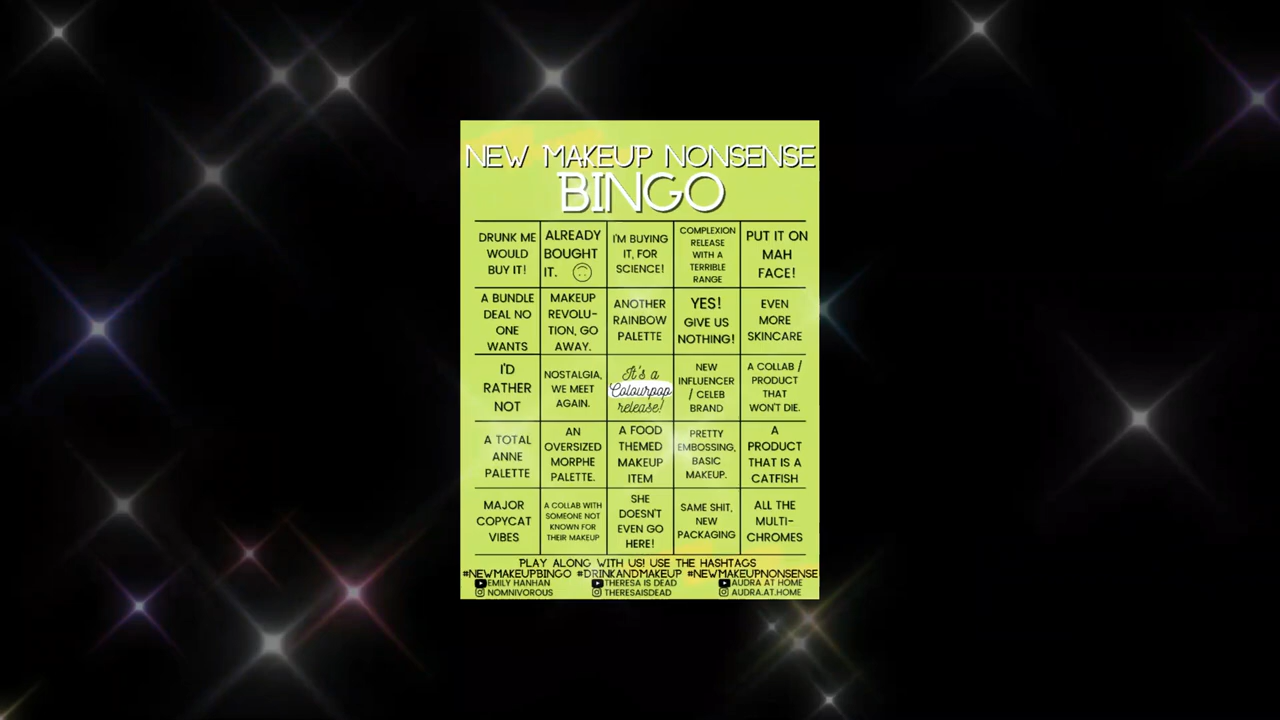 NEW MAKEUP NONSENSE
BINGO
DRUNK ME
WOULD
BUY IT!
ALREADY
BOUGHT
IT.
I'M BUYING
IT, FOR
SCIENCE!
COMPLEXION
RELEASE
WITH A
TERRIBLE
RANGE
PUT IT ON
MAH
FACE!
A BUNDLE
DEAL NO
ONE
WANTS
MAKEUP
REVOLU-
TION, GO
AWAY.
ANOTHER
RAINBOW
PALETTE
YES!
GIVE US
NOTHING!
EVEN
MORE
SKINCARE
I'D
RATHER
NOT
NOSTALGIA,
WE MEET
AGAIN.
It's a
Colourpop
release!
NEW
INFLUENCER
/ CELEB
BRAND
A COLLAB /
PRODUCT
THAT
WON'T DIE.
A TOTAL
ANNE
PALETTE
AN
OVERSIZED
MORPHE
PALETTE.
A FOOD
THEMED
MAKEUP
ITEM
PRETTY
EMBOSSING,
BASIC
MAKEUP.
A
PRODUCT
THAT IS A
CATFISH
MAJOR
COPYCAT
VIBES
A COLLAB WITH
SOMEONE NOT
KNOWN FOR
THEIR MAKEUP
SHE
DOESN'T
EVEN GO
HERE!
SAME SHIT,
NEW
PACKAGING
ALL THE
MULTI-
CHROMES
PLAY ALONG WITH US! USE THE HASHTAGS
#NEWMAKEUPBINGO #DRINKANDMAKEUP #NEWMAKEUPNONSENSE
EMILY HANHAN THERESA IS DEAD AUDRA AT HOME
NOMNIVOROUS THERESAISDEAD AUDRA.AT.HOME